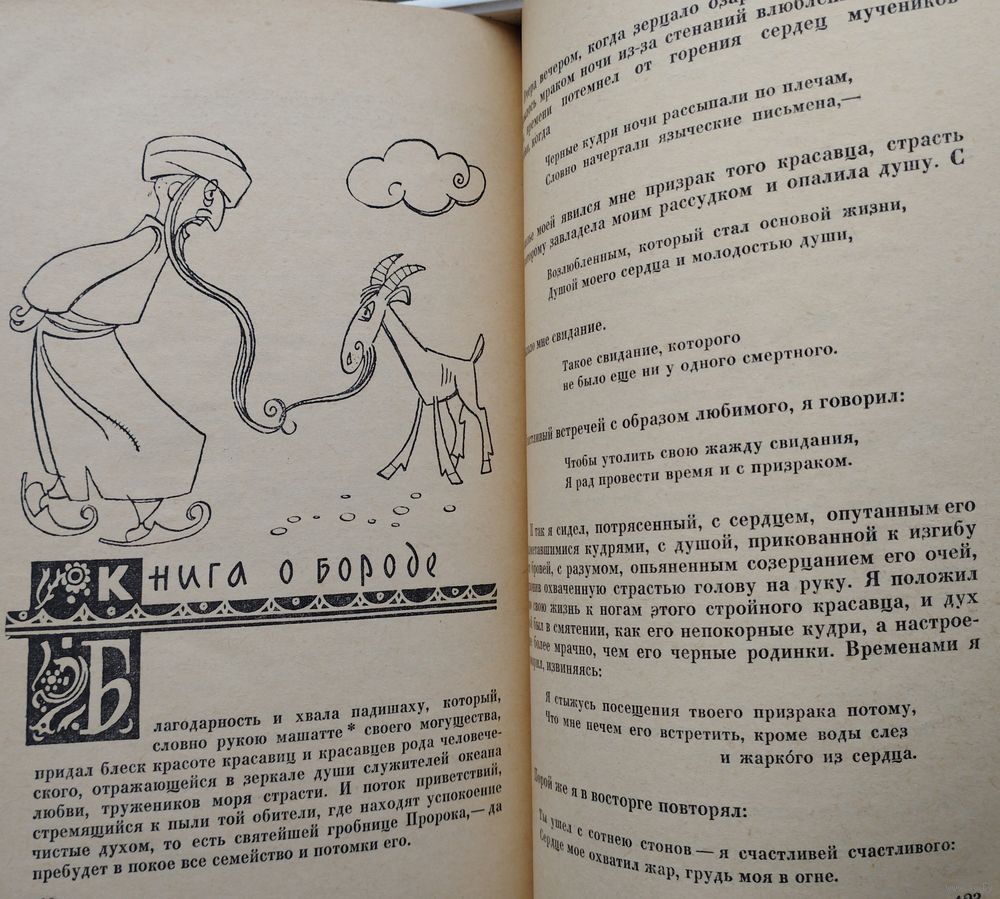 Книга о бороде
Благодарность и хвала падишаху, который,
словно рукою машатте * своего могущества,
придал блеск красоте красавиц и красавцев рода человече-
ского, отражающейся в зеркале души служителей океана
любви, тружеников моря страсти. И поток приветствий,
стремящийся к пыли той обители, где находят успокоение
чистые духом, то есть святейшей гробнице Пророка,— да
пребудет в покое все семейство и потомки его.
вечером, когда зерцало
мраком ночи из-за стенаний
времени потемнел от горения сердец мучеников
когда
Черные кудри ночи рассыпали по плечам,
Словно начертали языческие письмена,—
моей явился мне призрак того красавца, страсть
завладела моим рассудком и опалила душу. С
Возлюбленным, который стал основой жизни,
Душой моего сердца и молодостью души,
мне свидание.
Такое свидание, которого
не было еще ни у одного смертного.
встречей с образом любимого, я говорил:
Чтобы утолить свою жажду свидания,
Я рад провести время и с призраком.
И так я сидел, потрясенный, с сердцем, опутанным его
кудрями, с душой, прикованной к изгибу
бровей, с разумом, опьяненным созерцанием его очей,
охваченную страстью голову на руку. Я положил
свою жизнь к ногам этого стройного красавца, и дух
был в смятении, как его непокорные кудри, а настрое-
более мрачно, чем его черные родинки. Временами я
извиняясь:
Я стыжусь посещения твоего призрака потому,
Что мне нечем его встретить, кроме воды слез
и жаркóго из сердца.
Порой же я в восторге повторял:
Ты ушел с сотнею стонов — я счастливей счастливого:
Сердце мое охватил жар, грудь моя в огне.